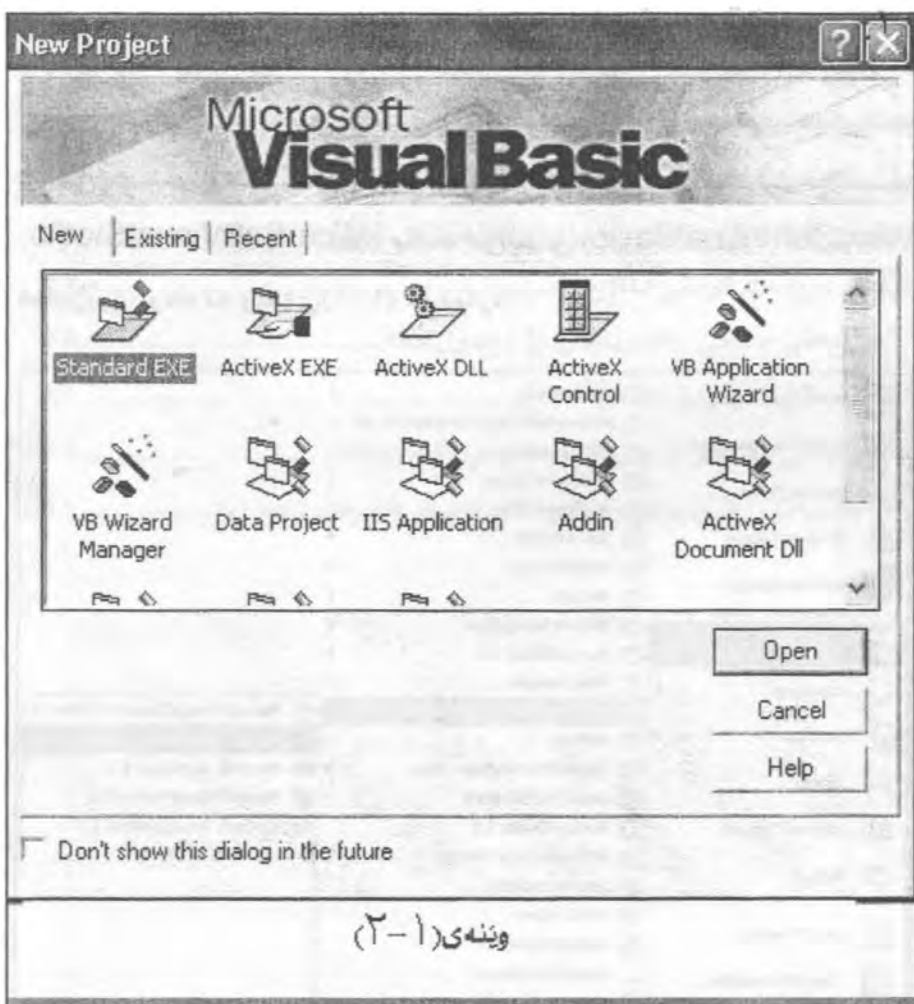 New Project
Microsoft
Visual Basic
New Existing Recent
Standard EXE ActiveX EXE ActiveX DLL ActiveX Control VB Application Wizard
VB Wizard Manager Data Project IIS Application Addin ActiveX Document Dll
Open
Cancel
Help
Don't show this dialog in the future
وێنەی(١-٢)